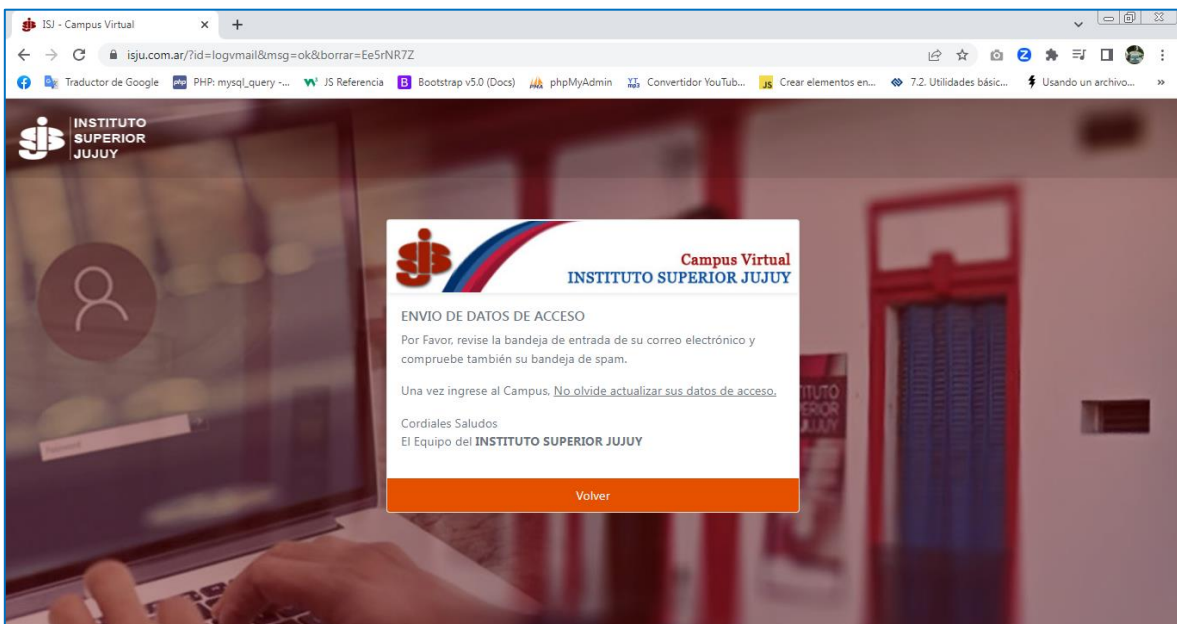 ISJ - Campus Virtual
isju.com.ar/?id=logvmail&msg=ok&borrar=Ee5rNR7Z
Traductor de Google
PHP: mysql_query -...
JS Referencia
Bootstrap v5.0 (Docs)
phpMyAdmin
Convertidor YouTub...
Crear elementos en...
7.2. Utilidades básic...
Usando un archivo...
»
INSTITUTO
SUPERIOR
JUJUY
Campus Virtual
INSTITUTO SUPERIOR JUJUY
ENVIO DE DATOS DE ACCESO
Por Favor, revise la bandeja de entrada de su correo electrónico y
compruebe también su bandeja de spam.
Una vez ingrese al Campus, No olvide actualizar sus datos de acceso.
Cordiales Saludos
El Equipo del INSTITUTO SUPERIOR JUJUY
Volver
Password